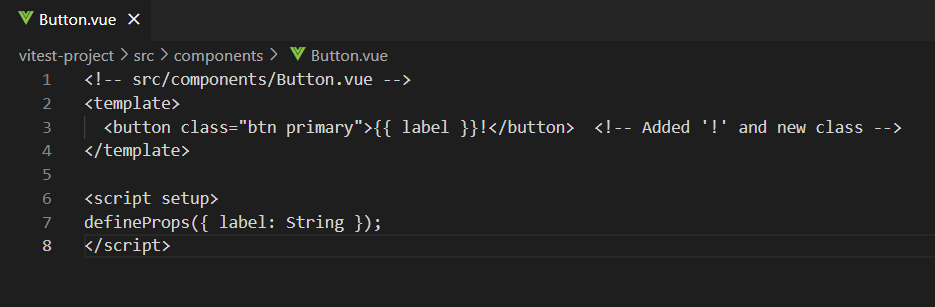 Button.vue ×
vitest-project > src > components > Button.vue
1 <!-- src/components/Button.vue -->
2 <template>
3   <button class="btn primary">{{ label }}!</button>  <!-- Added '!' and new class -->
4 </template>
5
6 <script setup>
7 defineProps({ label: String });
8 </script>